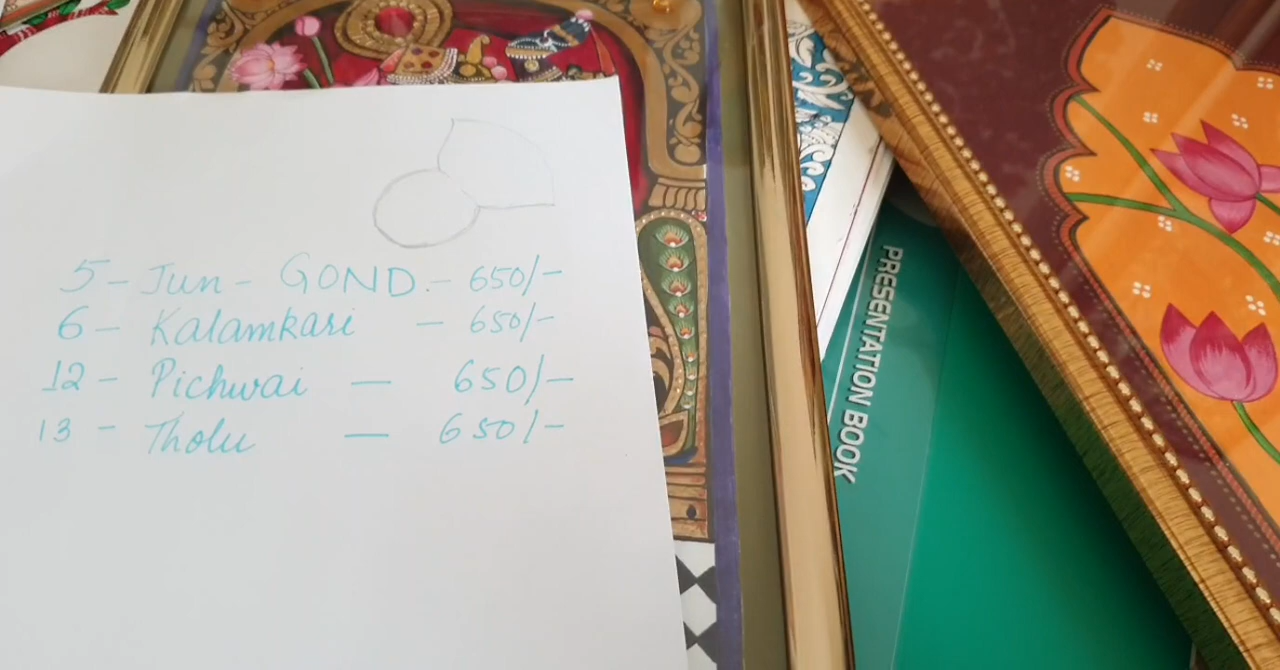 5 - Jun - GOND. - 650/-
6 - Kalamkari - 650/-
12 - Pichwai - 650/-
13 - Tholu - 650/-
PRESENTATION BOOK